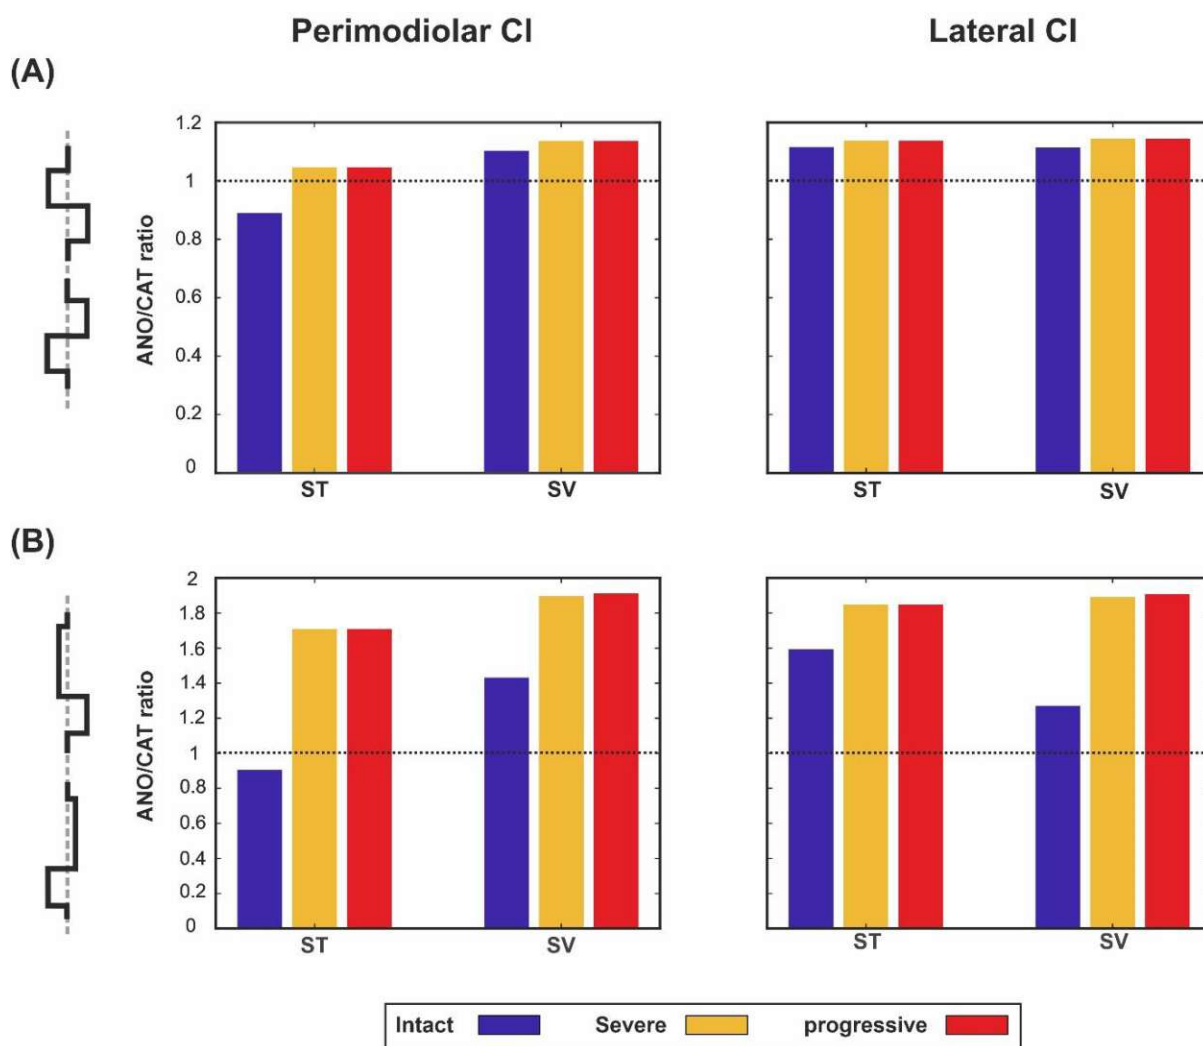 Perimodiolar CI
Lateral CI
(A)
1.2
1
0.8
0.6
0.4
0.2
0
ANO/CAT ratio
ST
SV
ST
SV
(B)
2
1.8
1.6
1.4
1.2
1
0.8
0.6
0.4
0.2
0
ANO/CAT ratio
ST
SV
ST
SV
Intact
Severe
progressive